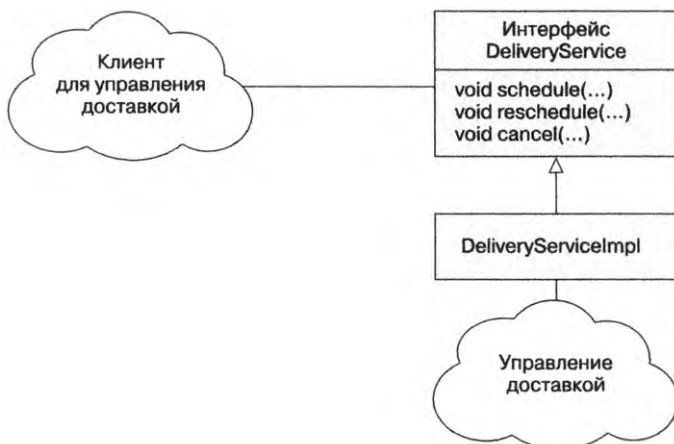 Клиент
для управления
доставкой
Интерфейс
DeliveryService
void schedule(...)
void reschedule(...)
void cancel(...)
DeliveryServiceImpl
Управление
доставкой